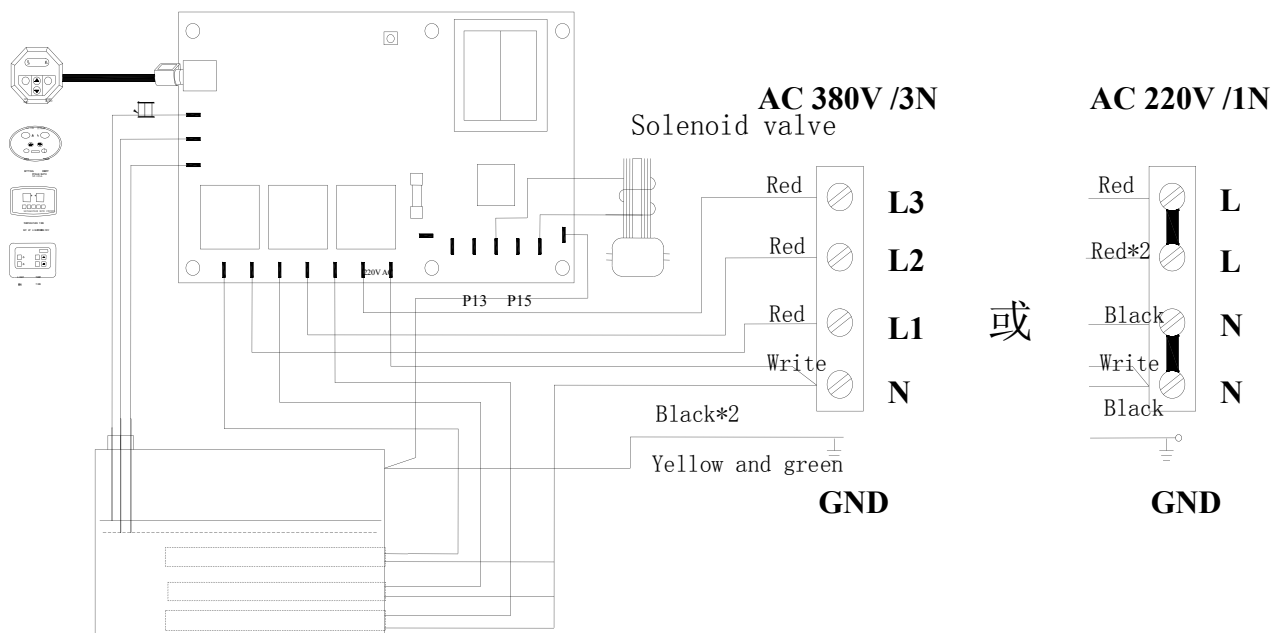 AC 380V /3N
AC 220V /1N
Solenoid valve
Red
L3
Red
L2
Red
L1
Write
N
Black*2
Yellow and green
GND
或
Red
L
Red*2
L
Black
N
Write
N
Black
GND
220V AC
P13
P15